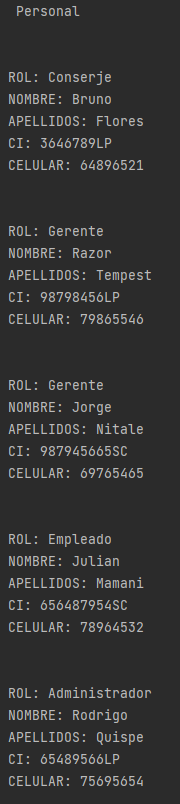 Personal
ROL: Conserje
NOMBRE: Bruno
APELLIDOS: Flores
CI: 3646789LP
CELULAR: 64896521
ROL: Gerente
NOMBRE: Razor
APELLIDOS: Tempest
CI: 98798456LP
CELULAR: 79865546
ROL: Gerente
NOMBRE: Jorge
APELLIDOS: Nitale
CI: 987945665SC
CELULAR: 69765465
ROL: Empleado
NOMBRE: Julian
APELLIDOS: Mamani
CI: 656487954SC
CELULAR: 78964532
ROL: Administrador
NOMBRE: Rodrigo
APELLIDOS: Quispe
CI: 65489566LP
CELULAR: 75695654